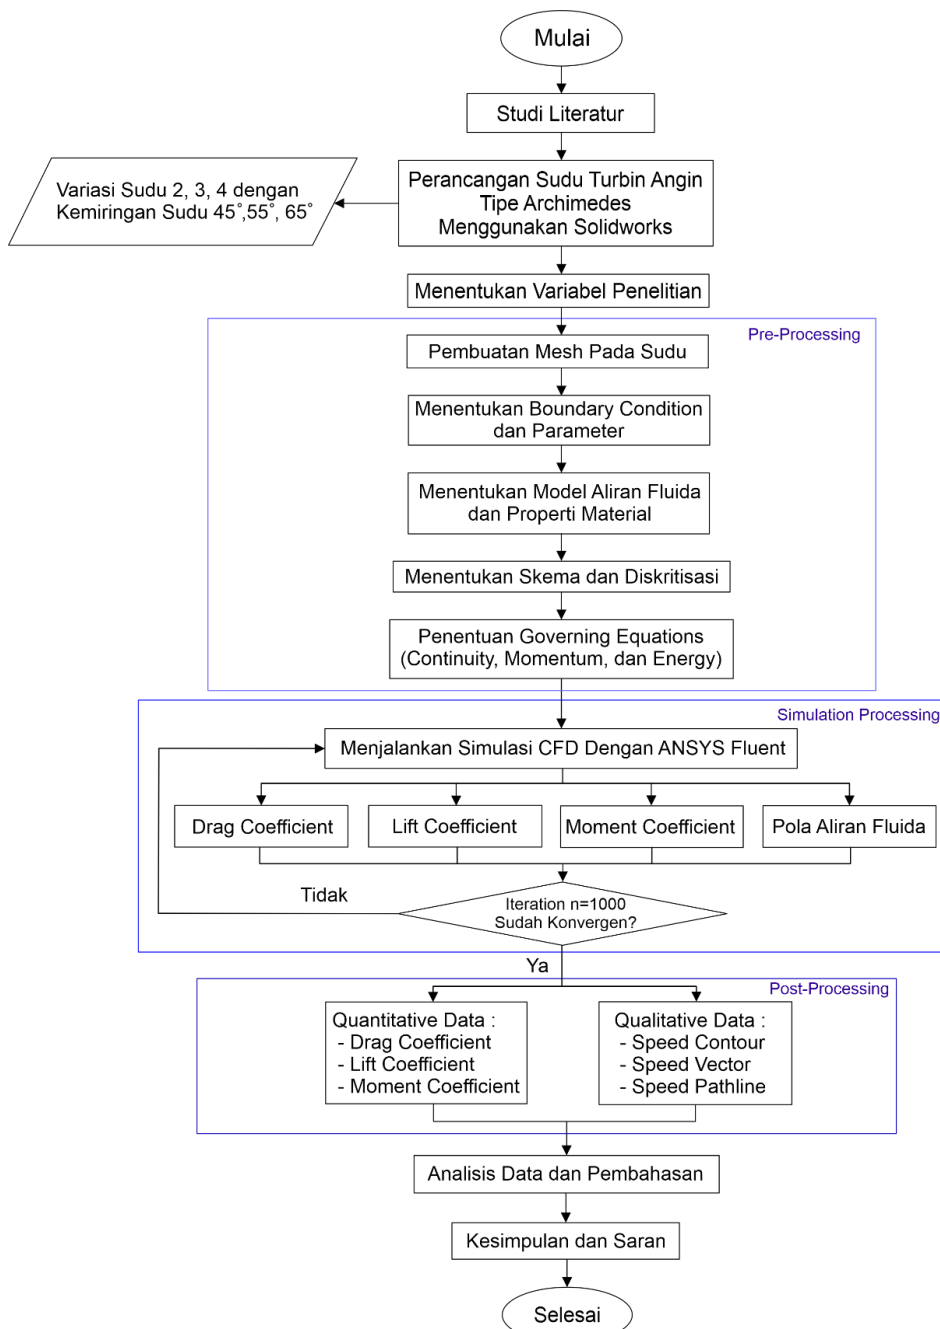 Mulai
Studi Literatur
Perancangan Sudu Turbin Angin
Tipe Archimedes
Menggunakan Solidworks
Variasi Sudu 2, 3, 4 dengan
Kemiringan Sudu 45°,55°, 65°
Menentukan Variabel Penelitian
Pre-Processing
Pembuatan Mesh Pada Sudu
Menentukan Boundary Condition
dan Parameter
Menentukan Model Aliran Fluida
dan Properti Material
Menentukan Skema dan Diskritisasi
Penentuan Governing Equations
(Continuity, Momentum, dan Energy)
Simulation Processing
Menjalankan Simulasi CFD Dengan ANSYS Fluent
Drag Coefficient
Lift Coefficient
Moment Coefficient
Pola Aliran Fluida
Tidak
Iteration n=1000
Sudah Konvergen?
Ya
Post-Processing
Quantitative Data :
- Drag Coefficient
- Lift Coefficient
- Moment Coefficient
Qualitative Data :
- Speed Contour
- Speed Vector
- Speed Pathline
Analisis Data dan Pembahasan
Kesimpulan dan Saran
Selesai